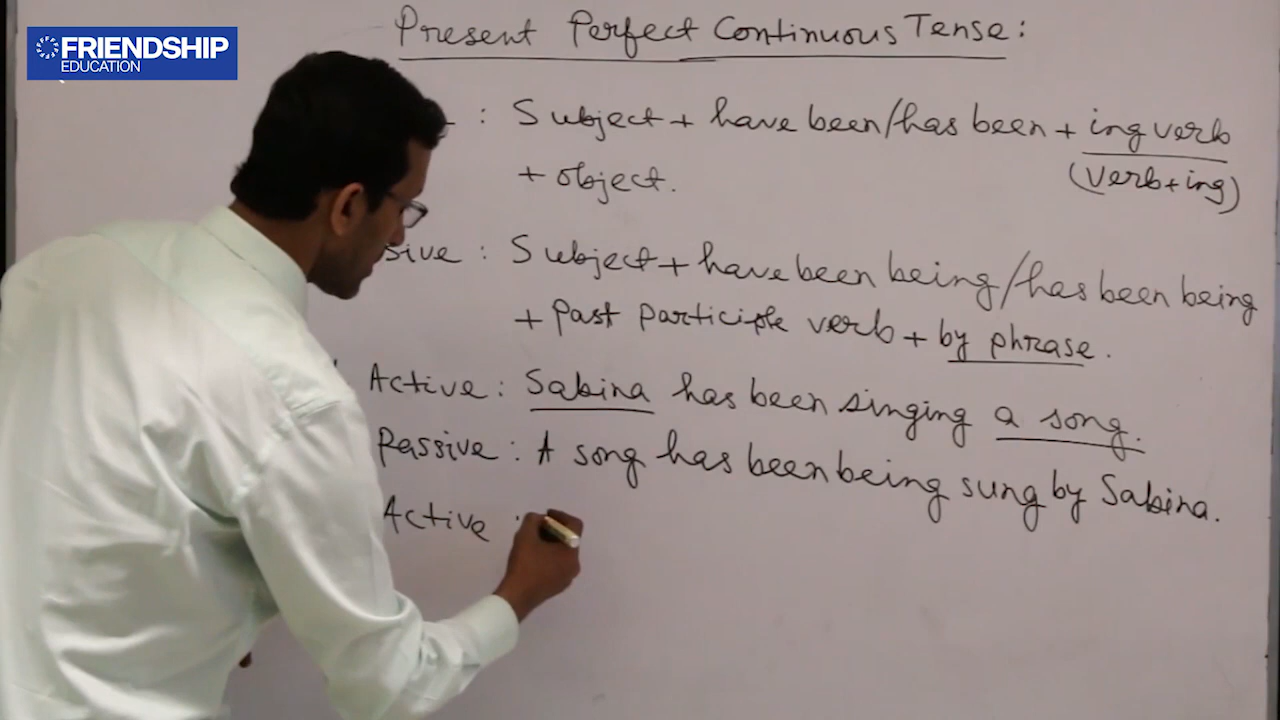 FRIENDSHIP
EDUCATION
Present Perfect Continuous Tense:
: Subject + have been/has been + ing verb
+ object. (verb+ing)
sive : Subject + have been being/has been being
+ past participle verb + by phrase.
Active : Sabina has been singing a song.
Passive : A song has been being sung by Sabina.
Active :